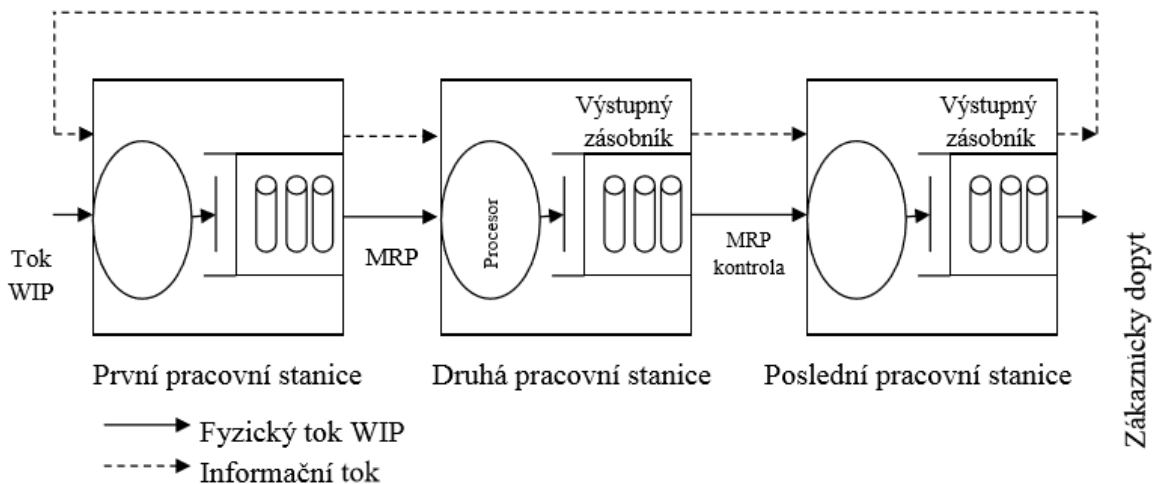 Výstupný
zásobník
Výstupný
zásobník
Procesor
Tok
WIP
MRP
MRP
kontrola
Zákaznicky dopyt
První pracovní stanice
Druhá pracovní stanice
Poslední pracovní stanice
Fyzický tok WIP
Informační tok